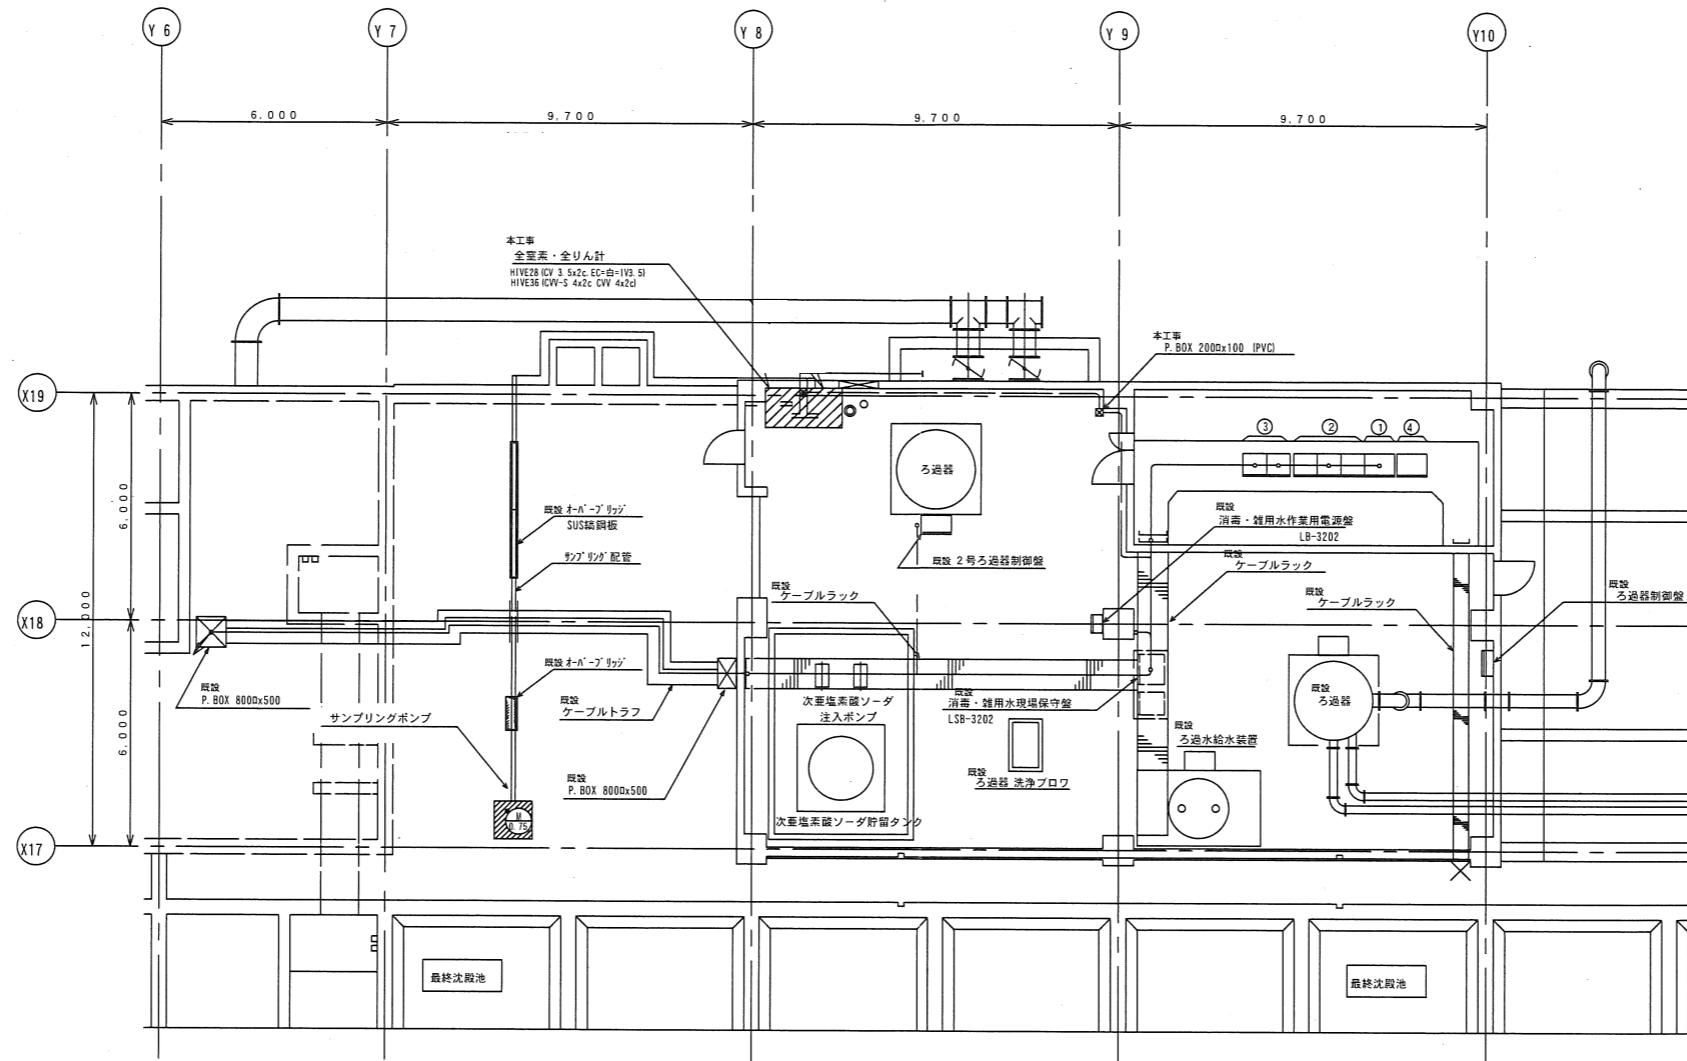 Y 6
Y 7
Y 8
Y 9
Y10
6.000
9.700
9.700
9.700
本工事
全窒素・全りん計
HIVE28 (CV 3.5x2c. EC=白=IV3.5)
HIVE36 (CVV-S 4x2c CVV 4x2c)
本工事
P.BOX 200□x100 (PVC)
X19
③
②
①
④
ろ過器
6.000
既設 オーバーブリッジ
SUS縞鋼板
既設
消毒・雑用水作業用電源盤
LB-3202
サンプリング配管
既設 2号ろ過器制御盤
既設
ケーブルラック
既設
ケーブルラック
既設
ケーブルラック
既設
ろ過器制御盤
X18
12.000
既設
P.BOX 800□x500
既設 オーバーブリッジ
既設
ケーブルトラフ
次亜塩素酸ソーダ
注入ポンプ
既設
消毒・雑用水現場保守盤
LSB-3202
既設
ろ過器
サンプリングポンプ
6.000
既設
ろ過水給水装置
既設
P.BOX 800□x500
既設
ろ過器 洗浄ブロワ
M
0.75
次亜塩素酸ソーダ貯留タンク
X17
最終沈殿池
最終沈殿池